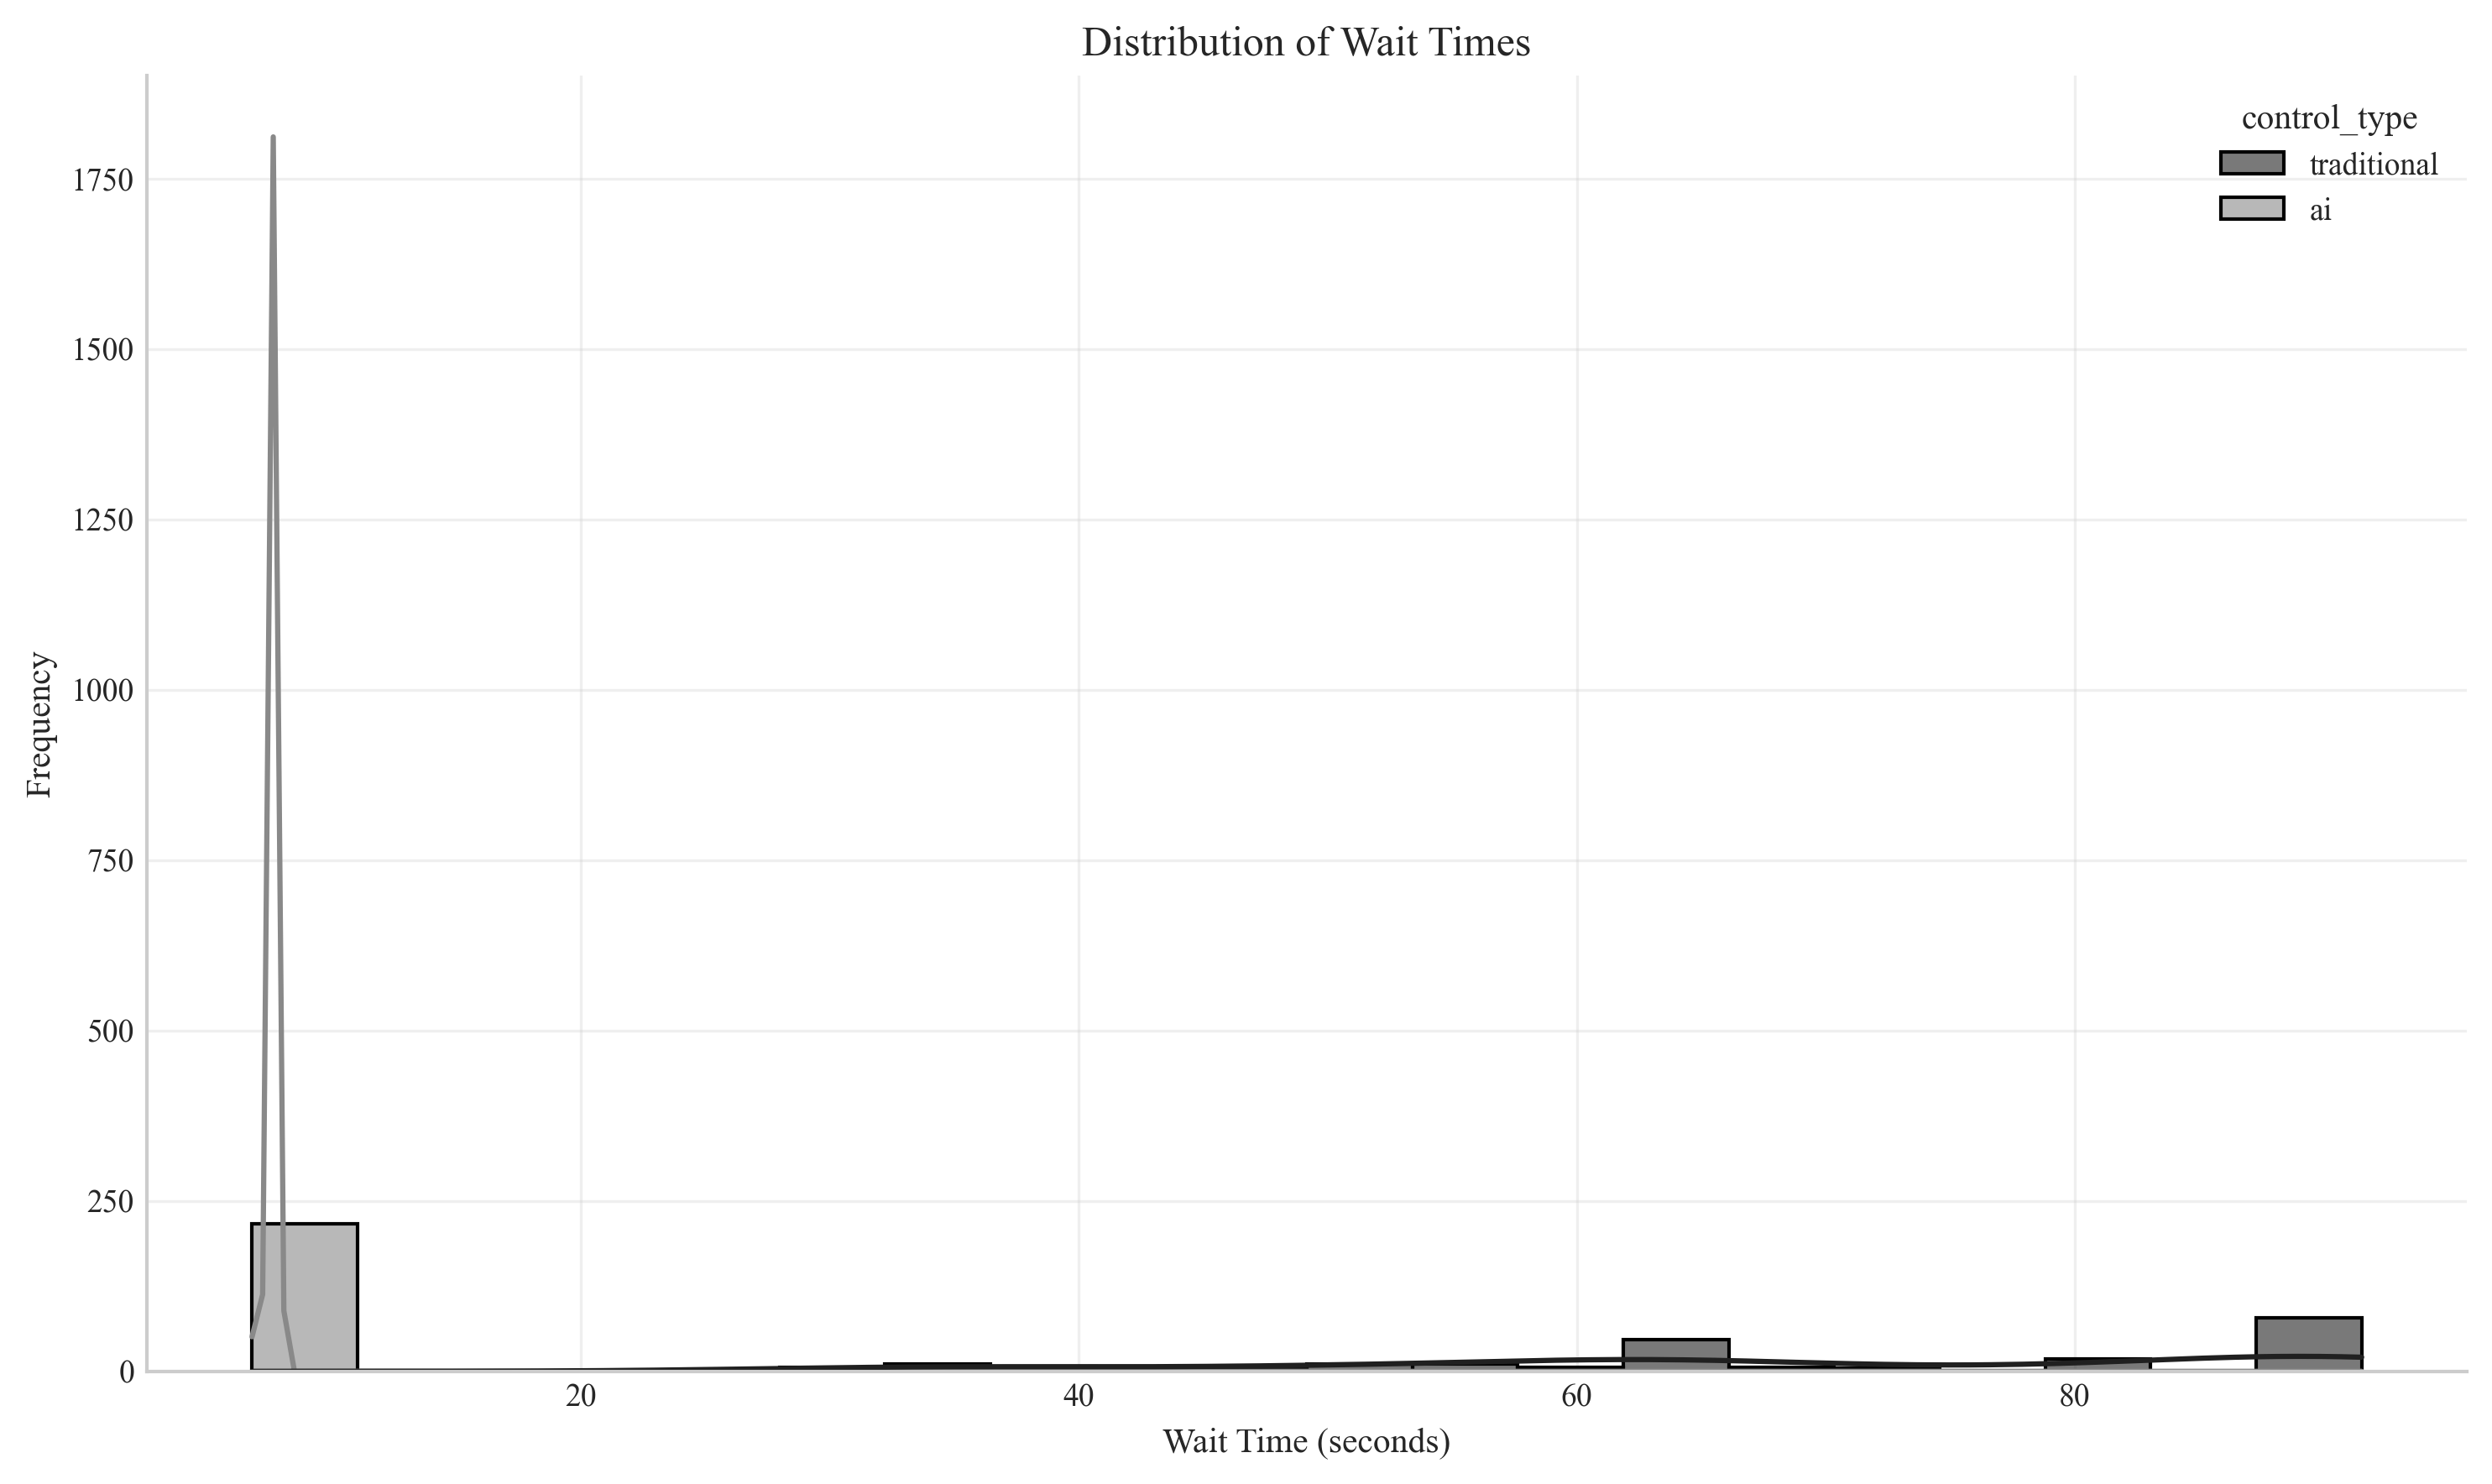 Distribution of Wait Times
control_type
traditional
ai
1750
1500
1250
1000
750
500
250
0
Frequency
20
40
60
80
Wait Time (seconds)